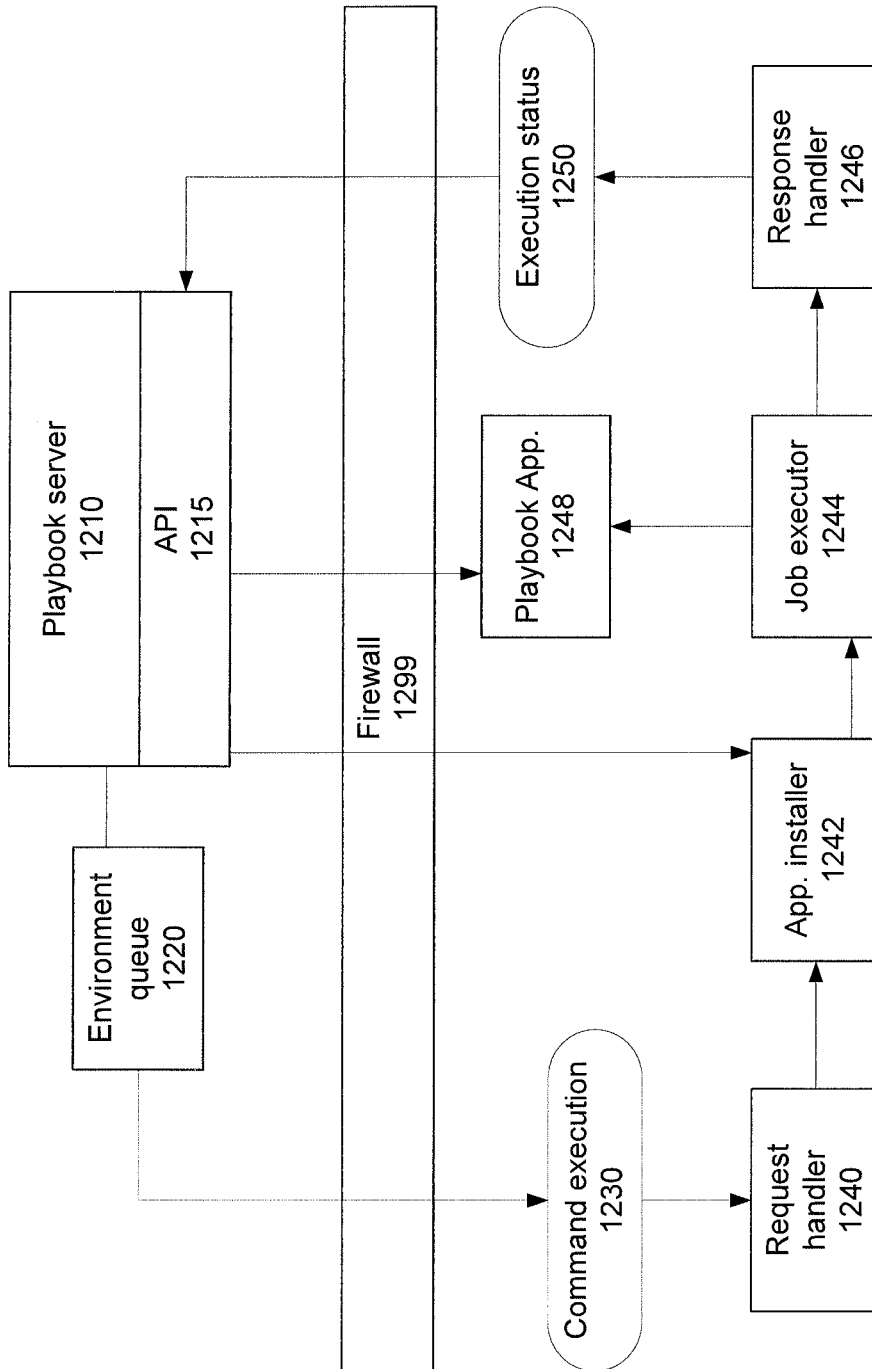 Playbook server
1210
API
1215
Environment
queue
1220
Firewall
1299
Command execution
1230
Playbook App.
1248
Execution status
1250
Request
handler
1240
App. installer
1242
Job executor
1244
Response
handler
1246